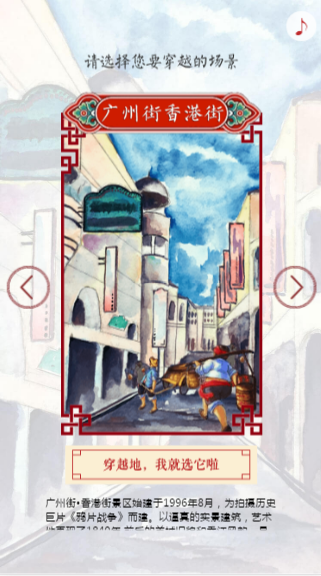 请选择您要穿越的场景
广州街香港街
穿越地，我就选它啦
广州街•香港街景区始建于1996年8月，为拍摄历史
巨片《鸦片战争》而建。以逼真的实景建筑，艺术